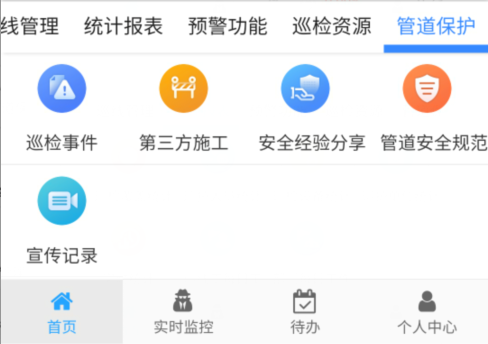 线管理 统计报表 预警功能 巡检资源 管道保护
巡检事件 第三方施工 安全经验分享 管道安全规范
宣传记录
首页 实时监控 待办 个人中心